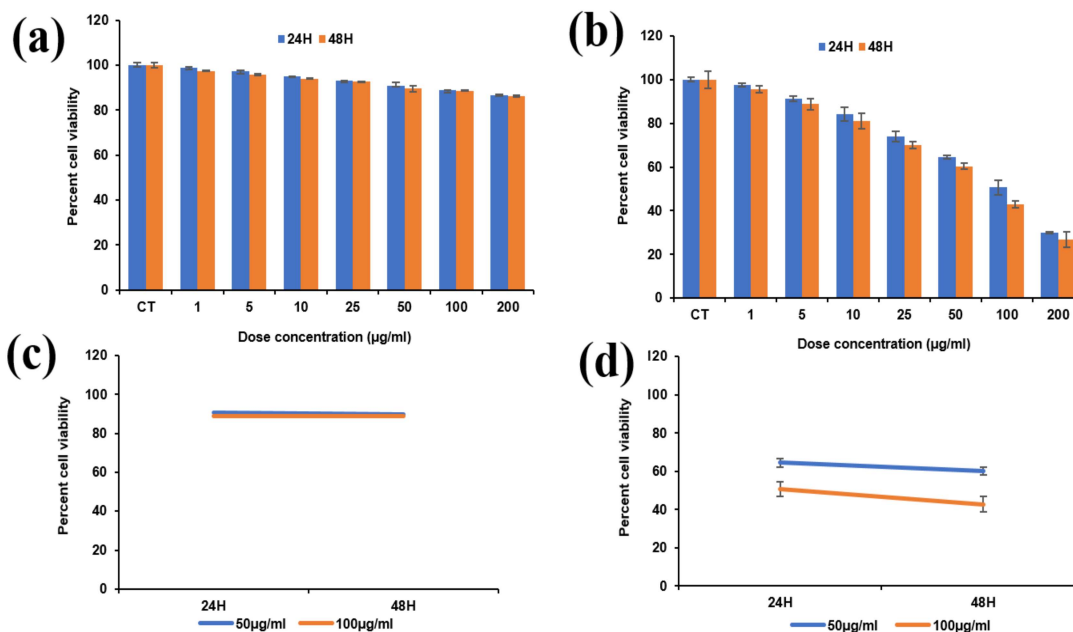 (a)
24H 48H
Percent cell viability
120
100
80
60
40
20
0
CT 1 5 10 25 50 100 200
Dose concentration (µg/ml)
(b)
24H 48H
Percent cell viability
120
100
80
60
40
20
0
CT 1 5 10 25 50 100 200
Dose concentration (µg/ml)
(c)
Percent cell viability
120
100
80
60
40
20
0
24H 48H
50µg/ml 100µg/ml
(d)
Percent cell viability
120
100
80
60
40
20
0
24H 48H
50µg/ml 100µg/ml